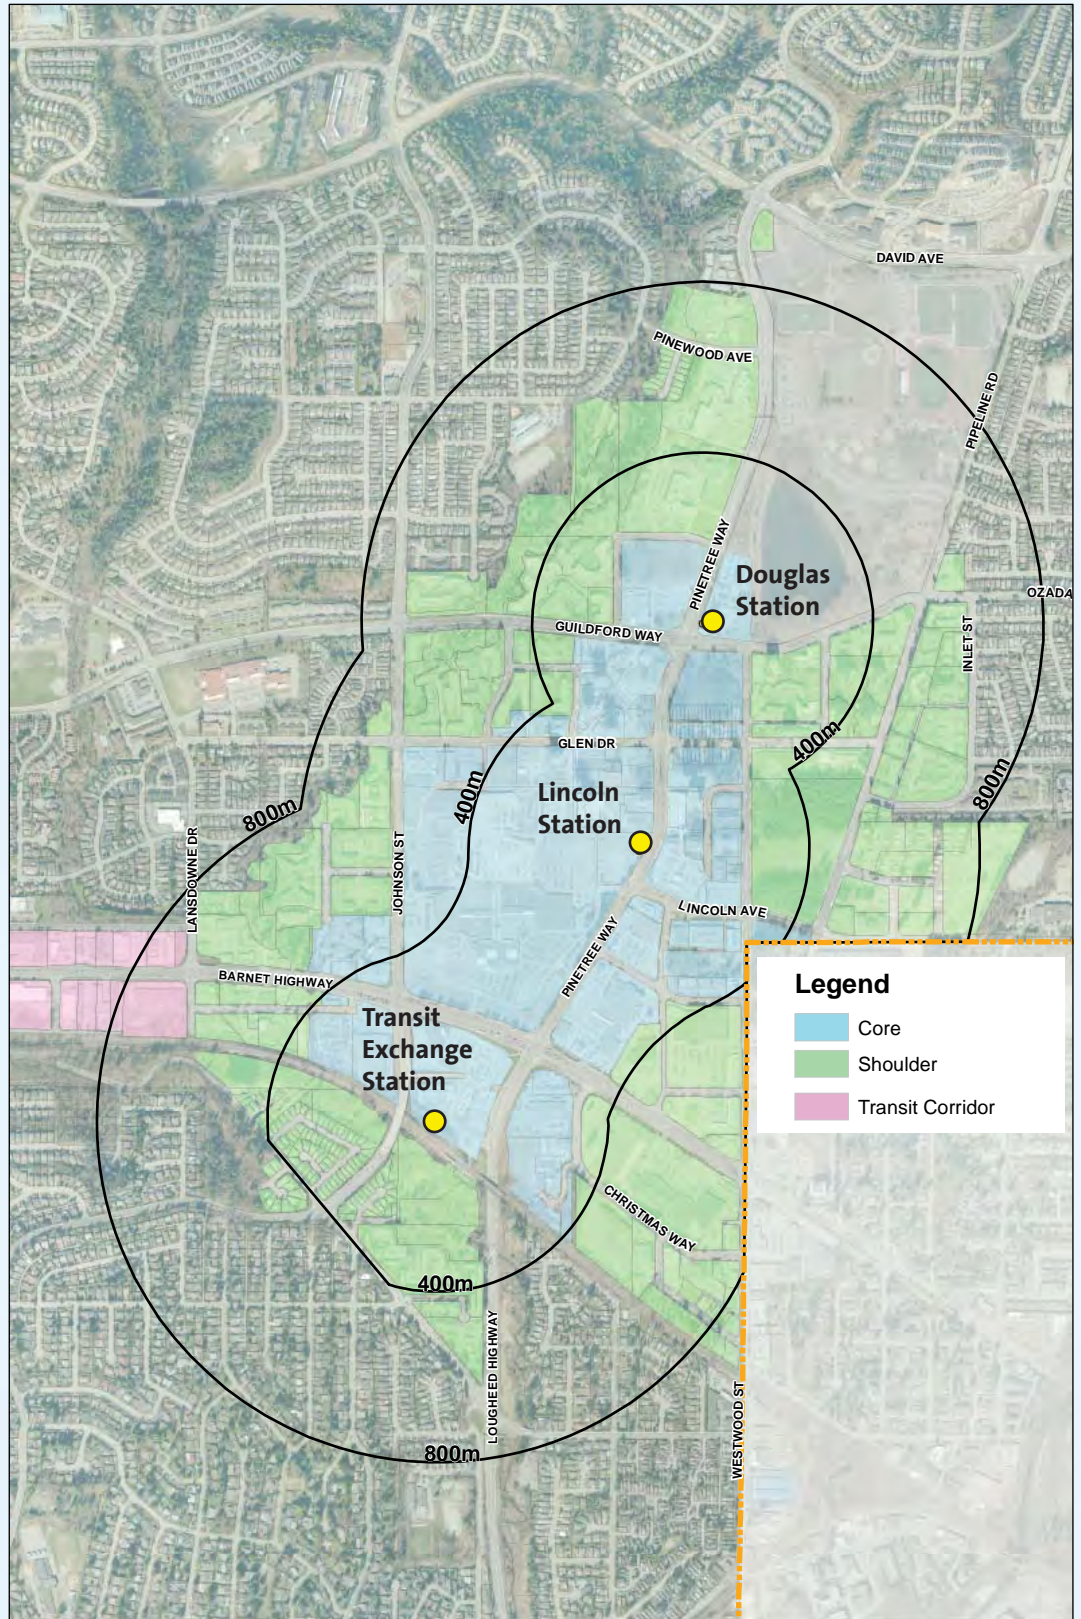 DAVID AVE
PINEWOOD AVE
PIPELINE RD
PINETREE WAY
Douglas
Station
OZADA
GUILDFORD WAY
INLET ST
GLEN DR
400m
400m
800m
Lincoln
Station
800m
LANSDOWNE DR
JOHNSON ST
LINCOLN AVE
PINETREE WAY
BARNET HIGHWAY
Transit
Exchange
Station
Legend
Core
Shoulder
Transit Corridor
CHRISTMAS WAY
400m
LOUGHEED HIGHWAY
WESTWOOD ST
800m